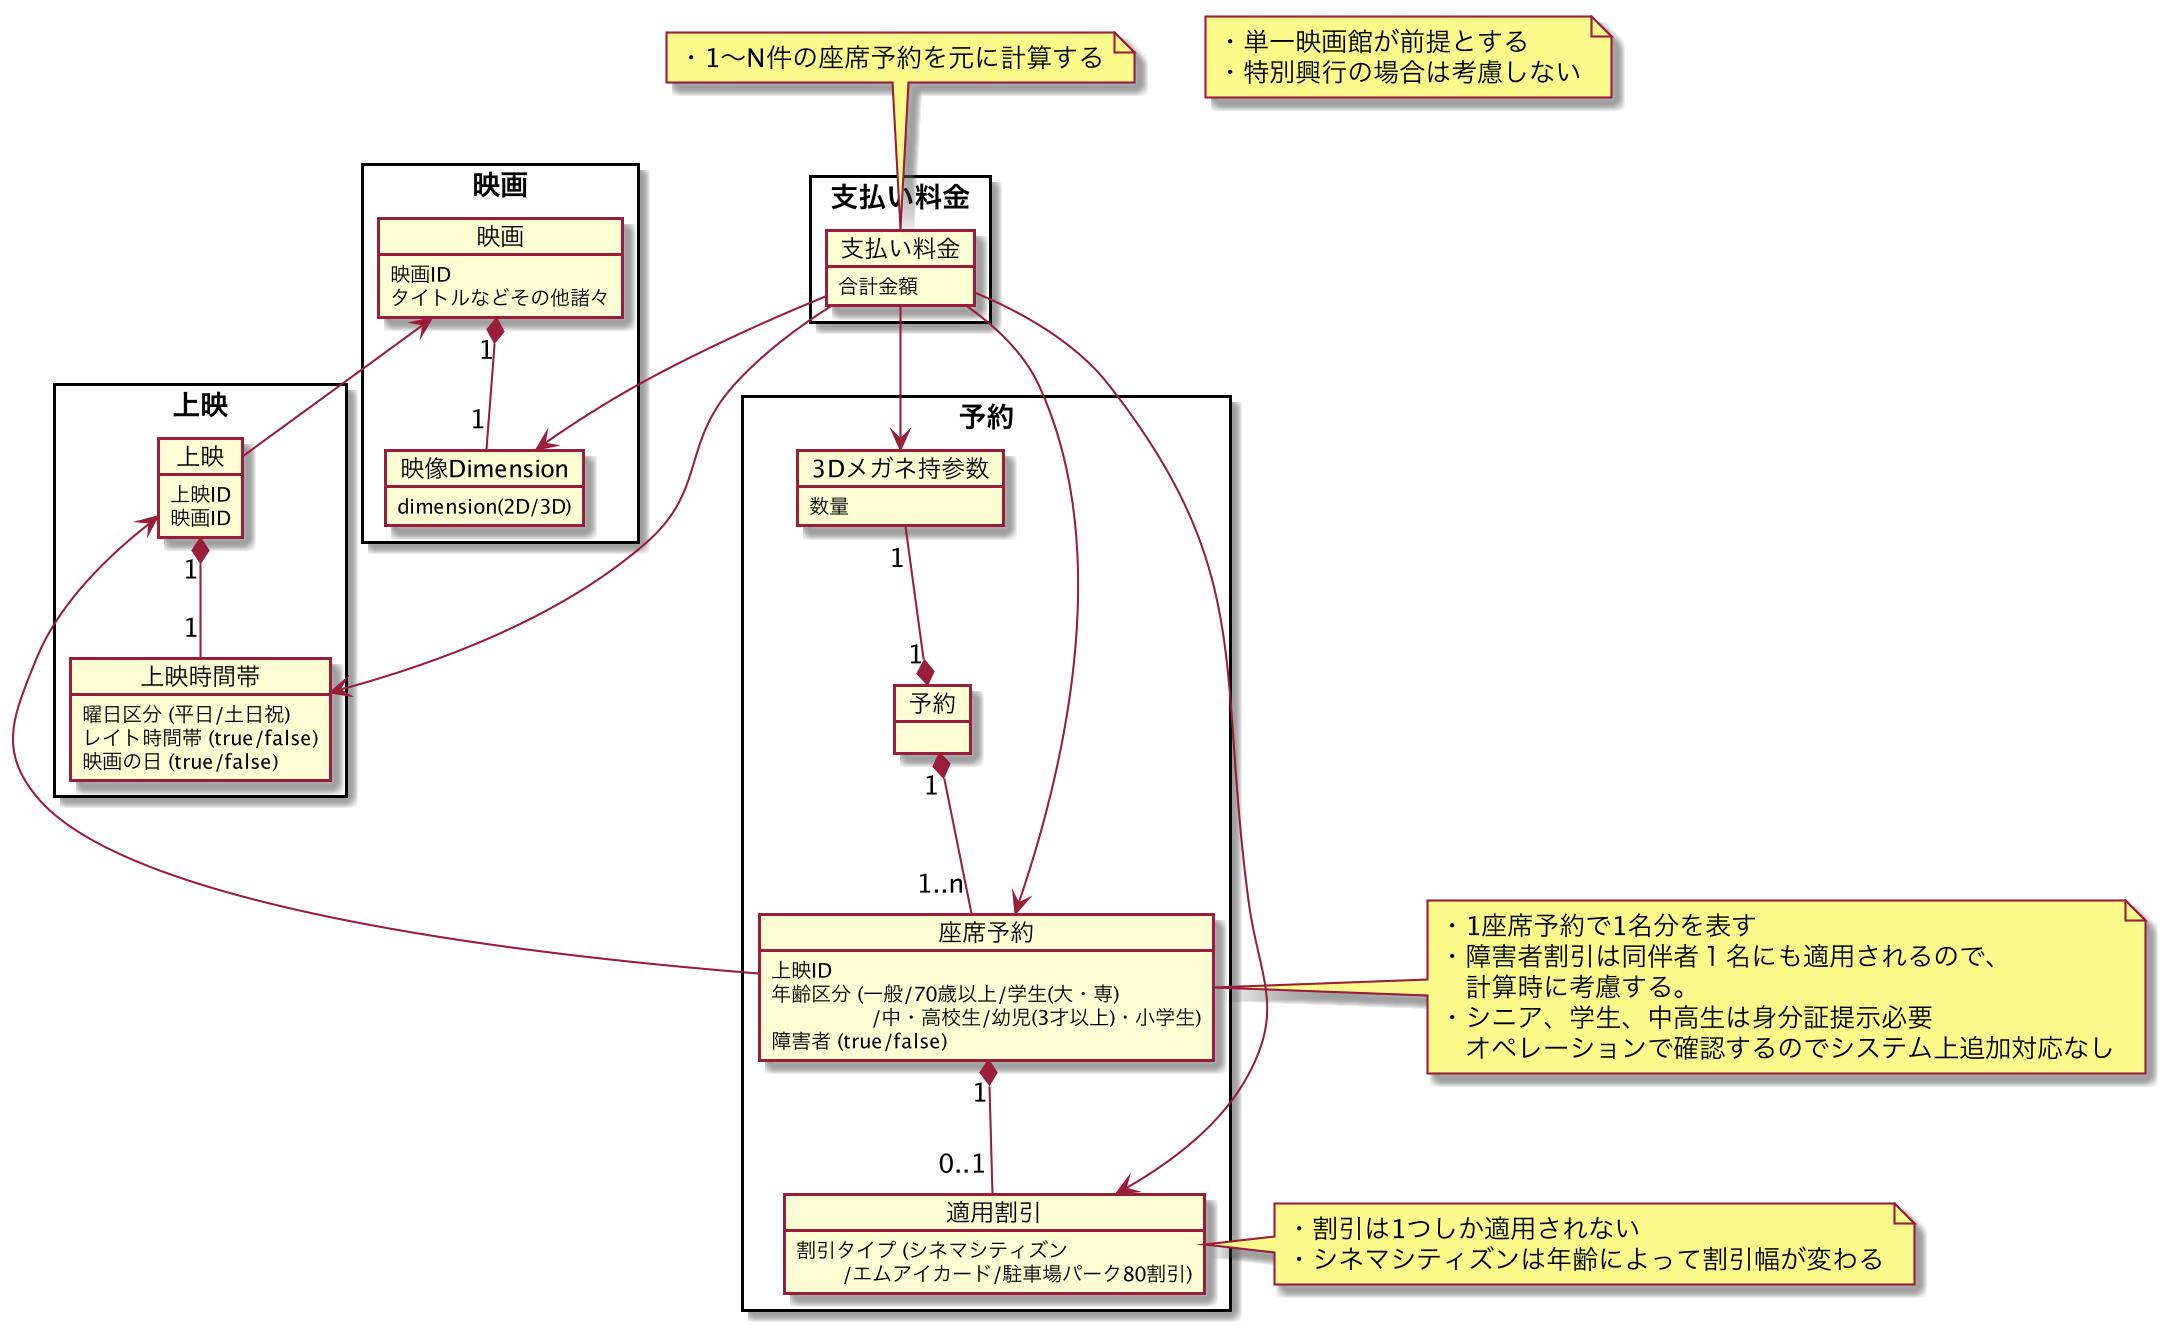 ・1〜N件の座席予約を元に計算する
・単一映画館が前提とする
・特別興行の場合は考慮しない
映画
映画
映画ID
タイトルなどその他諸々
1
1
映像Dimension
dimension(2D/3D)
支払い料金
支払い料金
合計金額
上映
上映
上映ID
映画ID
1
1
上映時間帯
曜日区分 (平日/土日祝)
レイト時間帯 (true/false)
映画の日 (true/false)
予約
3Dメガネ持参数
数量
1
1
予約
1
1..n
座席予約
上映ID
年齢区分 (一般/70歳以上/学生(大・専)
/中・高校生/幼児(3才以上)・小学生)
障害者 (true/false)
1
0..1
適用割引
割引タイプ (シネマシティズン
/エムアイカード/駐車場パーク80割引)
・1座席予約で1名分を表す
・障害者割引は同伴者１名にも適用されるので、
計算時に考慮する。
・シニア、学生、中高生は身分証提示必要
オペレーションで確認するのでシステム上追加対応なし
・割引は1つしか適用されない
・シネマシティズンは年齢によって割引幅が変わる